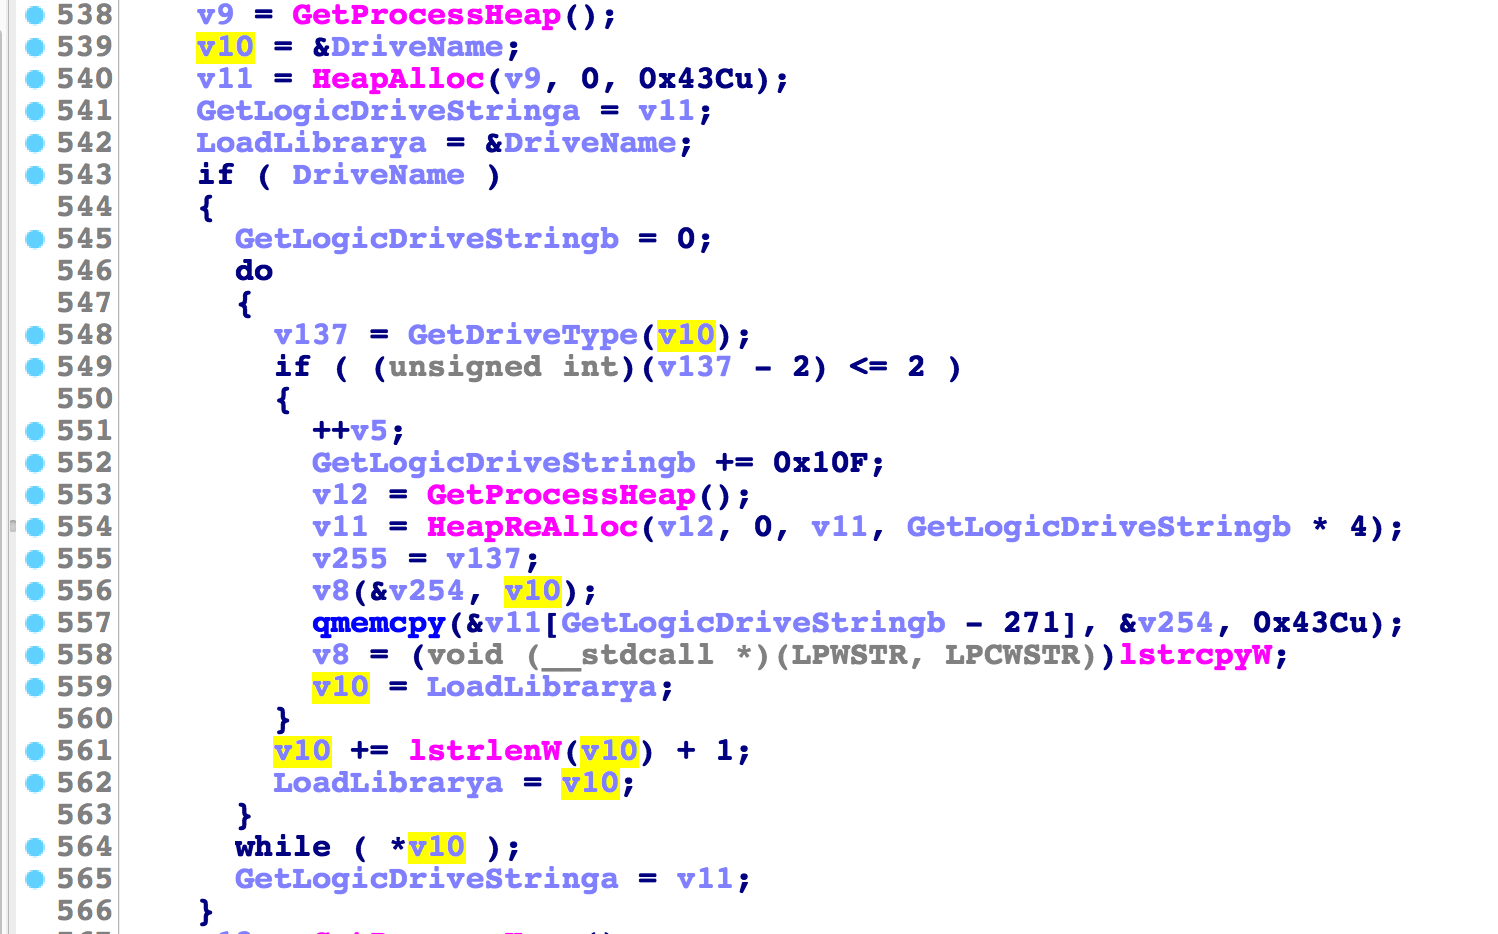 538 v9 = GetProcessHeap();
539 v10 = &DriveName;
540 v11 = HeapAlloc(v9, 0, 0x43Cu);
541 GetLogicDriveStringa = v11;
542 LoadLibrarya = &DriveName;
543 if ( DriveName )
544 {
545 GetLogicDriveStringb = 0;
546 do
547 {
548 v137 = GetDriveType(v10);
549 if ( (unsigned int)(v137 - 2) <= 2 )
550 {
551 ++v5;
552 GetLogicDriveStringb += 0x10F;
553 v12 = GetProcessHeap();
554 v11 = HeapReAlloc(v12, 0, v11, GetLogicDriveStringb * 4);
555 v255 = v137;
556 v8(&v254, v10);
557 qmemcpy(&v11[GetLogicDriveStringb - 271], &v254, 0x43Cu);
558 v8 = (void (__stdcall *)(LPWSTR, LPCWSTR))lstrcpyW;
559 v10 = LoadLibrarya;
560 }
561 v10 += lstrlenW(v10) + 1;
562 LoadLibrarya = v10;
563 }
564 while ( *v10 );
565 GetLogicDriveStringa = v11;
566 }